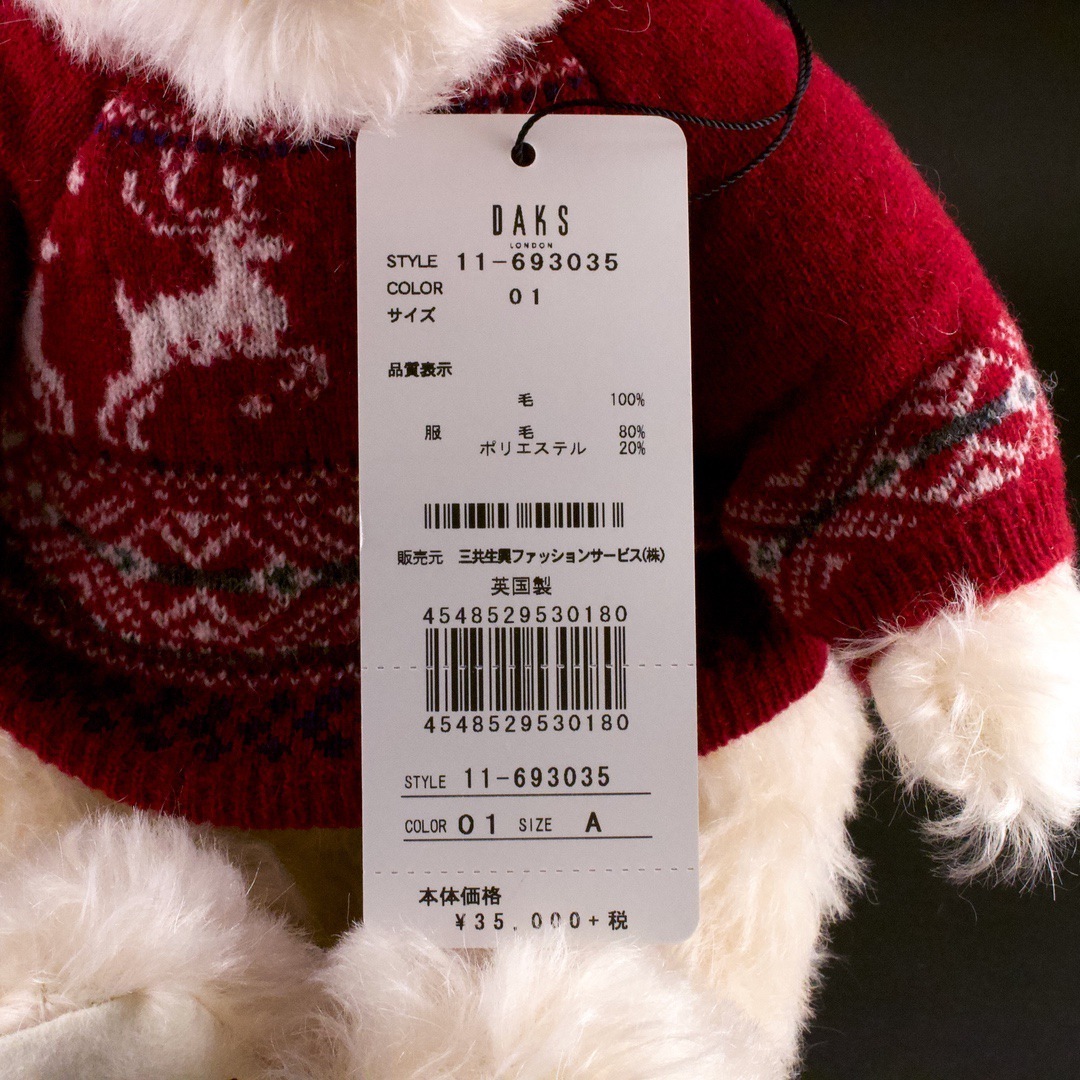 DAKS
LONDON
STYLE 11-693035
COLOR 01
サイズ
品質表示
毛 100%
服 毛 80%
ポリエステル 20%
販売元 三共生興ファッションサービス(株)
英国製
4548529530180
4548529530180
STYLE 11-693035
COLOR 01 SIZE A
本体価格
¥35,000+税